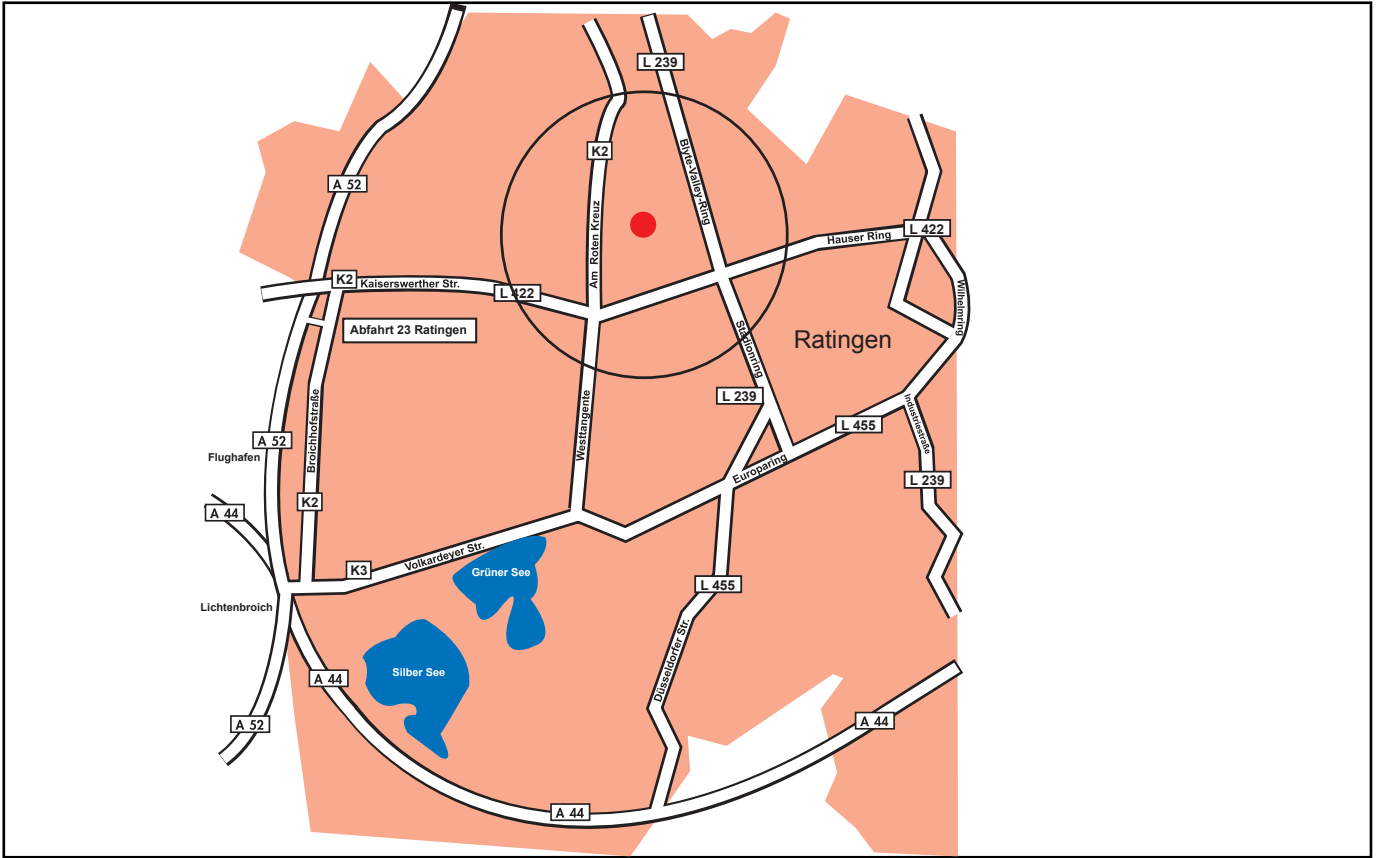 L 239
K2
Blyte-Valley-Ring
A 52
Am Roten Kreuz
L 422
Hauser Ring
K2
Kaiserswerther Str.
L 422
Wilhelmring
Abfahrt 23 Ratingen
Stadionring
Ratingen
Broichhofstraße
Westtangente
L 239
Industriestraße
L 455
A 52
Flughafen
Europaring
L 239
K2
A 44
Volkardeyer Str.
K3
Grüner See
L 455
Lichtenbroich
Düsseldorfer Str.
Silber See
A 44
A 52
A 44
A 44